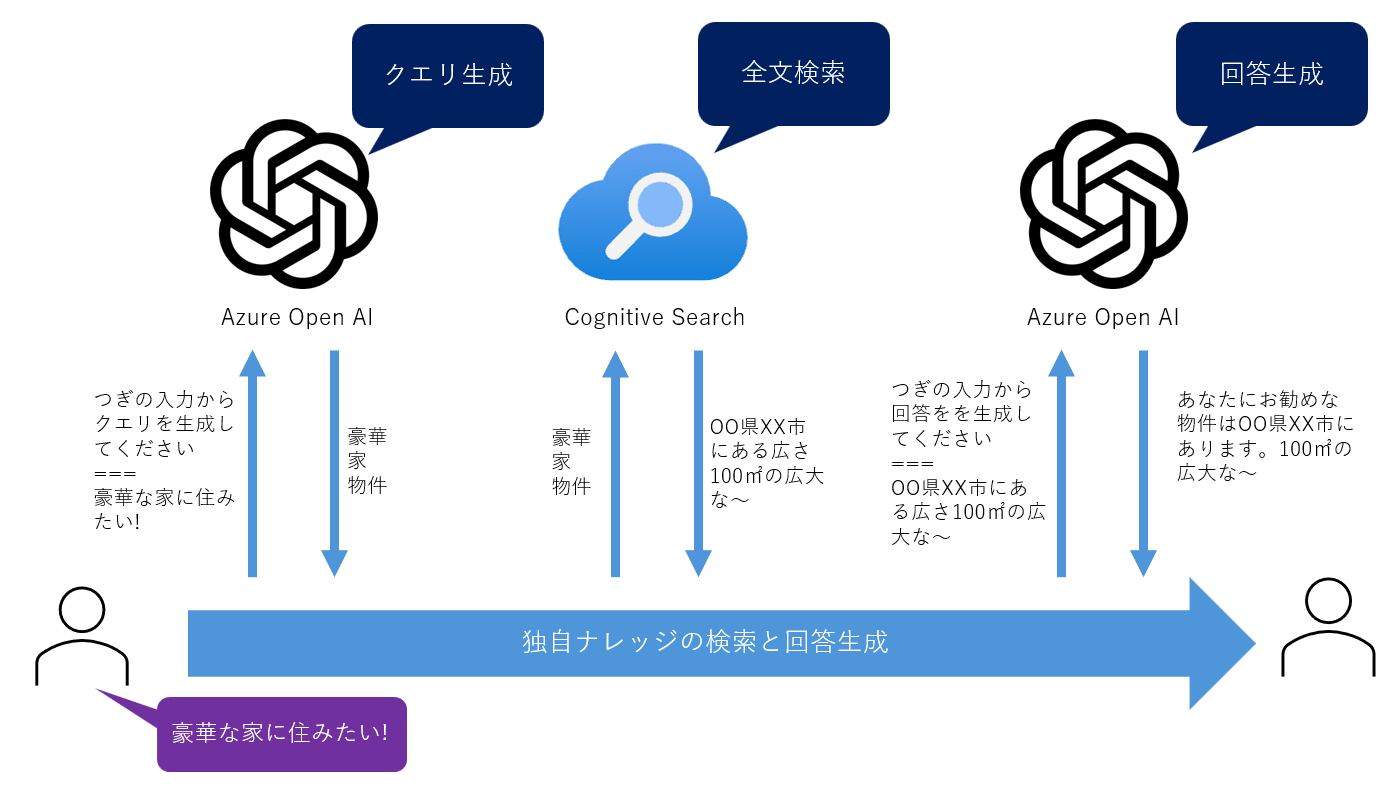 クエリ生成
全文検索
回答生成
Azure Open AI
Cognitive Search
Azure Open AI
つぎの入力から
クエリを生成し
てください
===
豪華な家に住み
たい!
豪華
家
物件
豪華
家
物件
OO県XX市
にある広さ
100㎡の広大
な～
つぎの入力から
回答をを生成し
てください
===
OO県XX市にあ
る広さ100㎡の広
大な～
あなたにお勧めな
物件はOO県XX市に
あります。100㎡の
広大な～
独自ナレッジの検索と回答生成
豪華な家に住みたい!